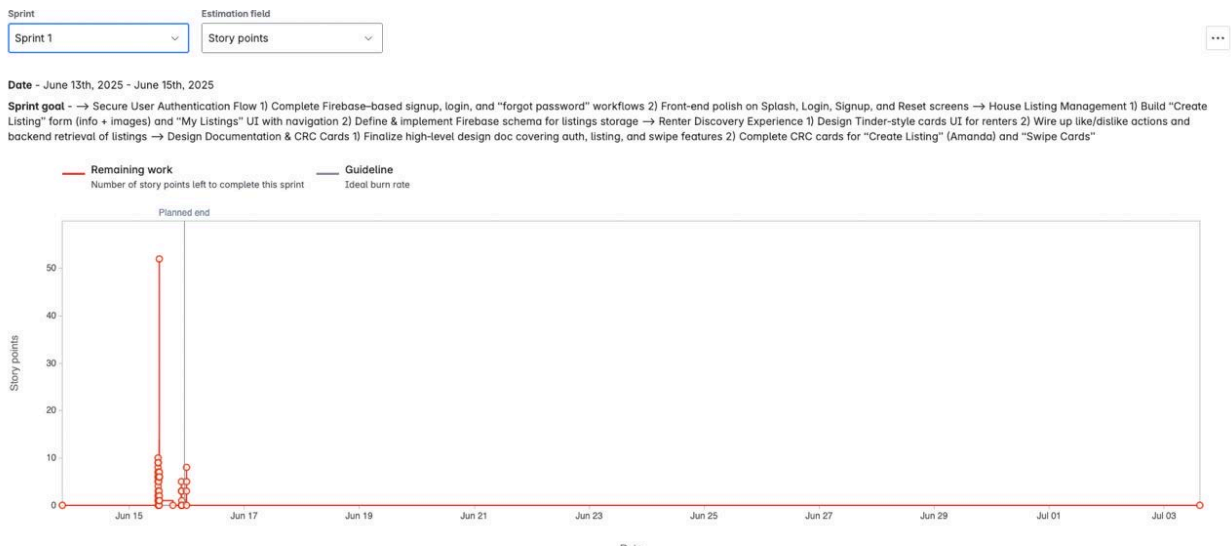 Sprint
Estimation field
Sprint 1
Story points
Date - June 13th, 2025 - June 15th, 2025
Sprint goal - → Secure User Authentication Flow 1) Complete Firebase–based signup, login, and "forgot password" workflows 2) Front-end polish on Splash, Login, Signup, and Reset screens → House Listing Management 1) Build "Create
Listing" form (info + images) and "My Listings" UI with navigation 2) Define & implement Firebase schema for listings storage → Renter Discovery Experience 1) Design Tinder-style cards UI for renters 2) Wire up like/dislike actions and
backend retrieval of listings → Design Documentation & CRC Cards 1) Finalize high-level design doc covering auth, listing, and swipe features 2) Complete CRC cards for "Create Listing" (Amanda) and "Swipe Cards"
Remaining work
Number of story points left to complete this sprint
Guideline
Ideal burn rate
Planned end
Story points
50
40
30
20
10
0
Jun 15
Jun 17
Jun 19
Jun 21
Jun 23
Jun 25
Jun 27
Jun 29
Jul 01
Jul 03